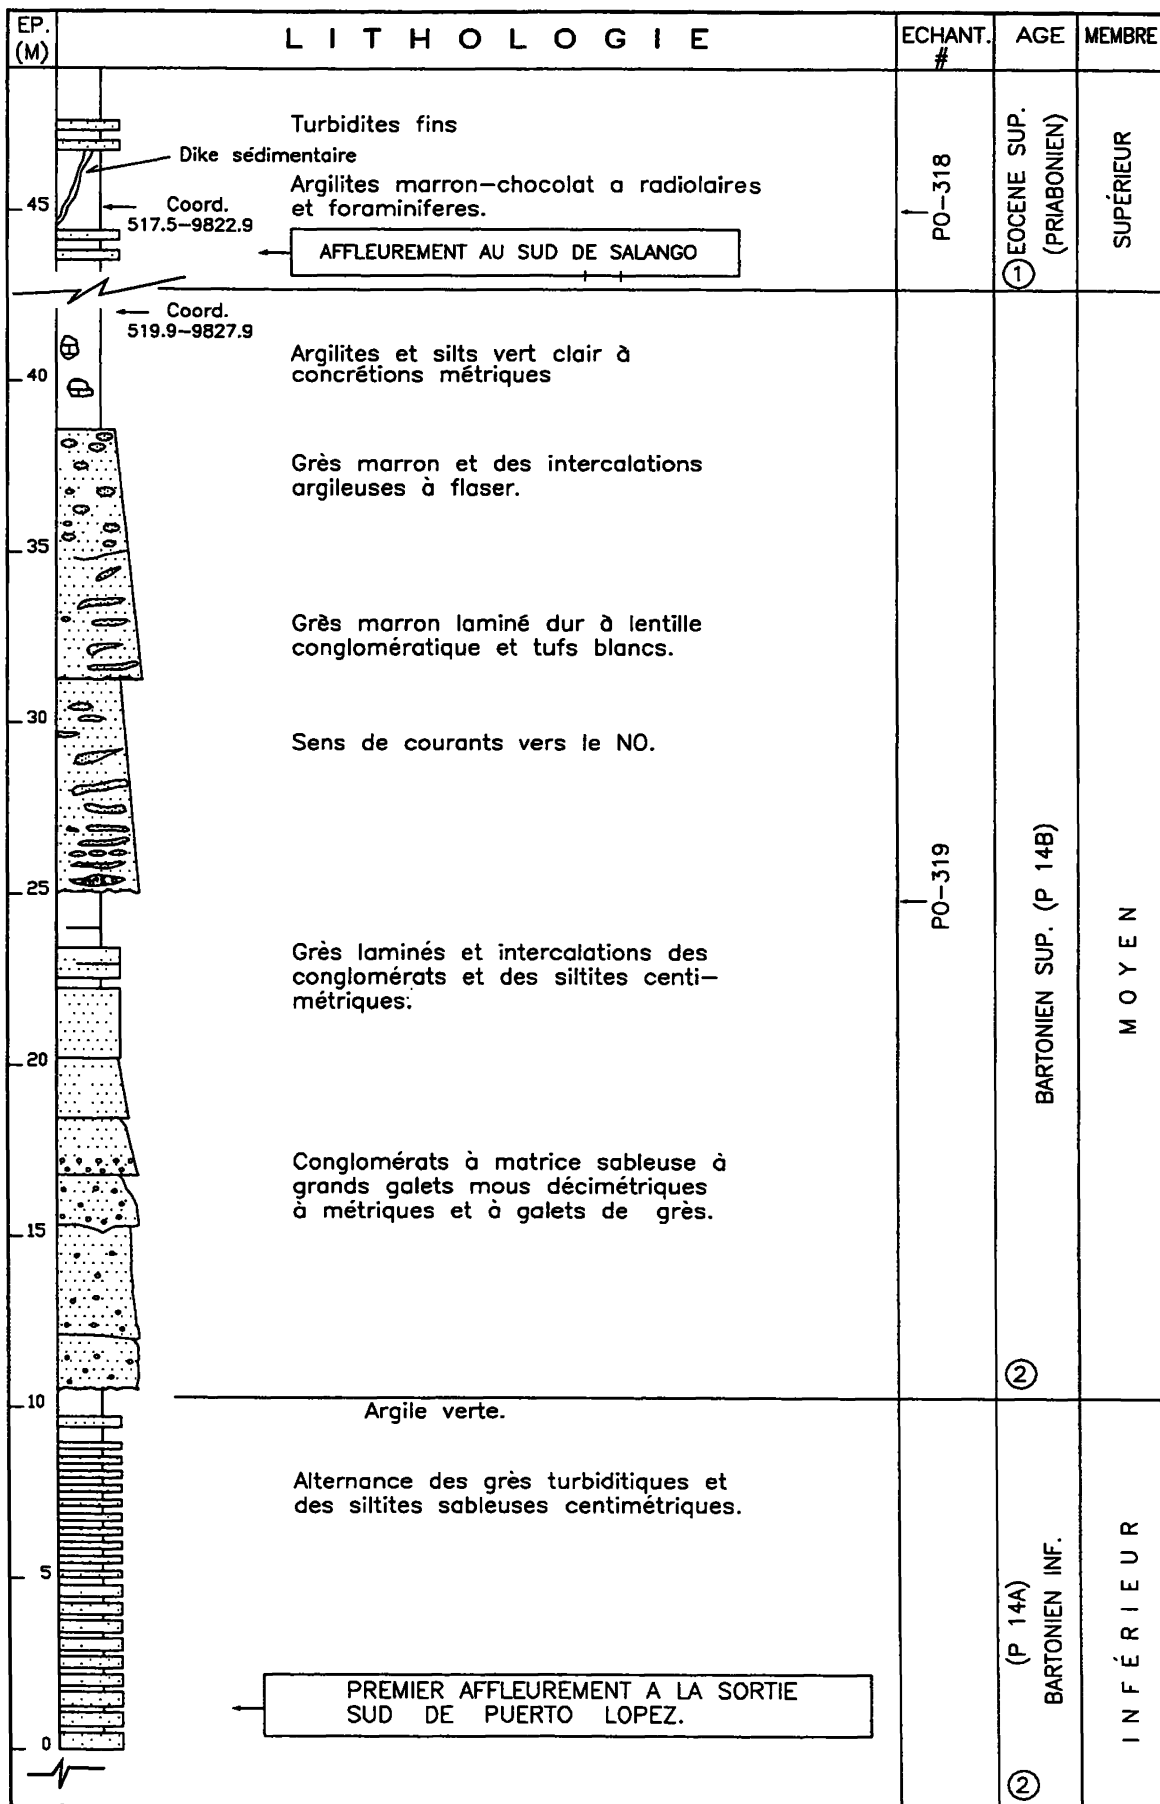 EP.
(M)
LITHOLOGIE
ECHANT.
#
AGE
MEMBRE
Turbidites fins
Dike sédimentaire
Argilites marron-chocolat a radiolaires
et foraminiferes.
45
Coord.
517.5-9822.9
AFFLEUREMENT AU SUD DE SALANGO
PO-318
EOCENE SUP.
(PRIABONIEN)
1
SUPÉRIEUR
Coord.
519.9-9827.9
Argilites et silts vert clair à
concrétions métriques
40
Grès marron et des intercalations
argileuses à flaser.
35
Grès marron laminé dur à lentille
conglomératique et tufs blancs.
30
Sens de courants vers le NO.
25
PO-319
BARTONIEN SUP. (P 14B)
MOYEN
Grès laminés et intercalations des
conglomérats et des siltites centi-
métriques.
20
Conglomérats à matrice sableuse à
grands galets mous décimétriques
à métriques et à galets de grès.
15
2
10
Argile verte.
Alternance des grès turbiditiques et
des siltites sableuses centimétriques.
5
(P 14A)
BARTONIEN INF.
INFÉRIEUR
PREMIER AFFLEUREMENT A LA SORTIE
SUD DE PUERTO LOPEZ.
0
2